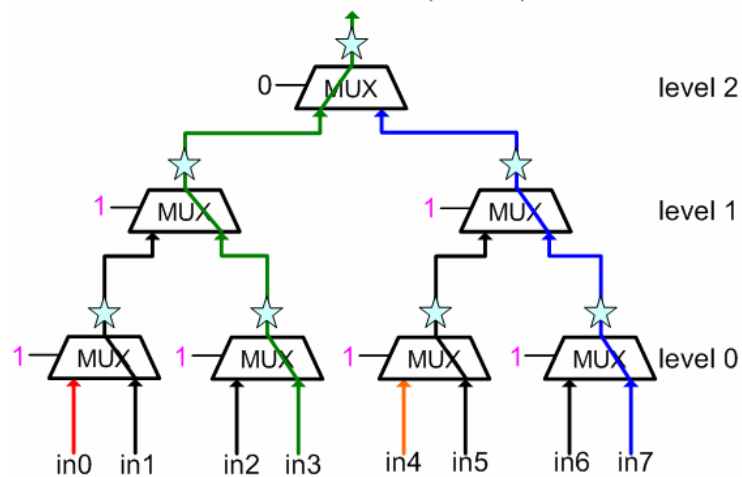 0 MUX level 2
1 MUX 1 MUX level 1
1 MUX 1 MUX 1 MUX 1 MUX level 0
in0 in1 in2 in3 in4 in5 in6 in7